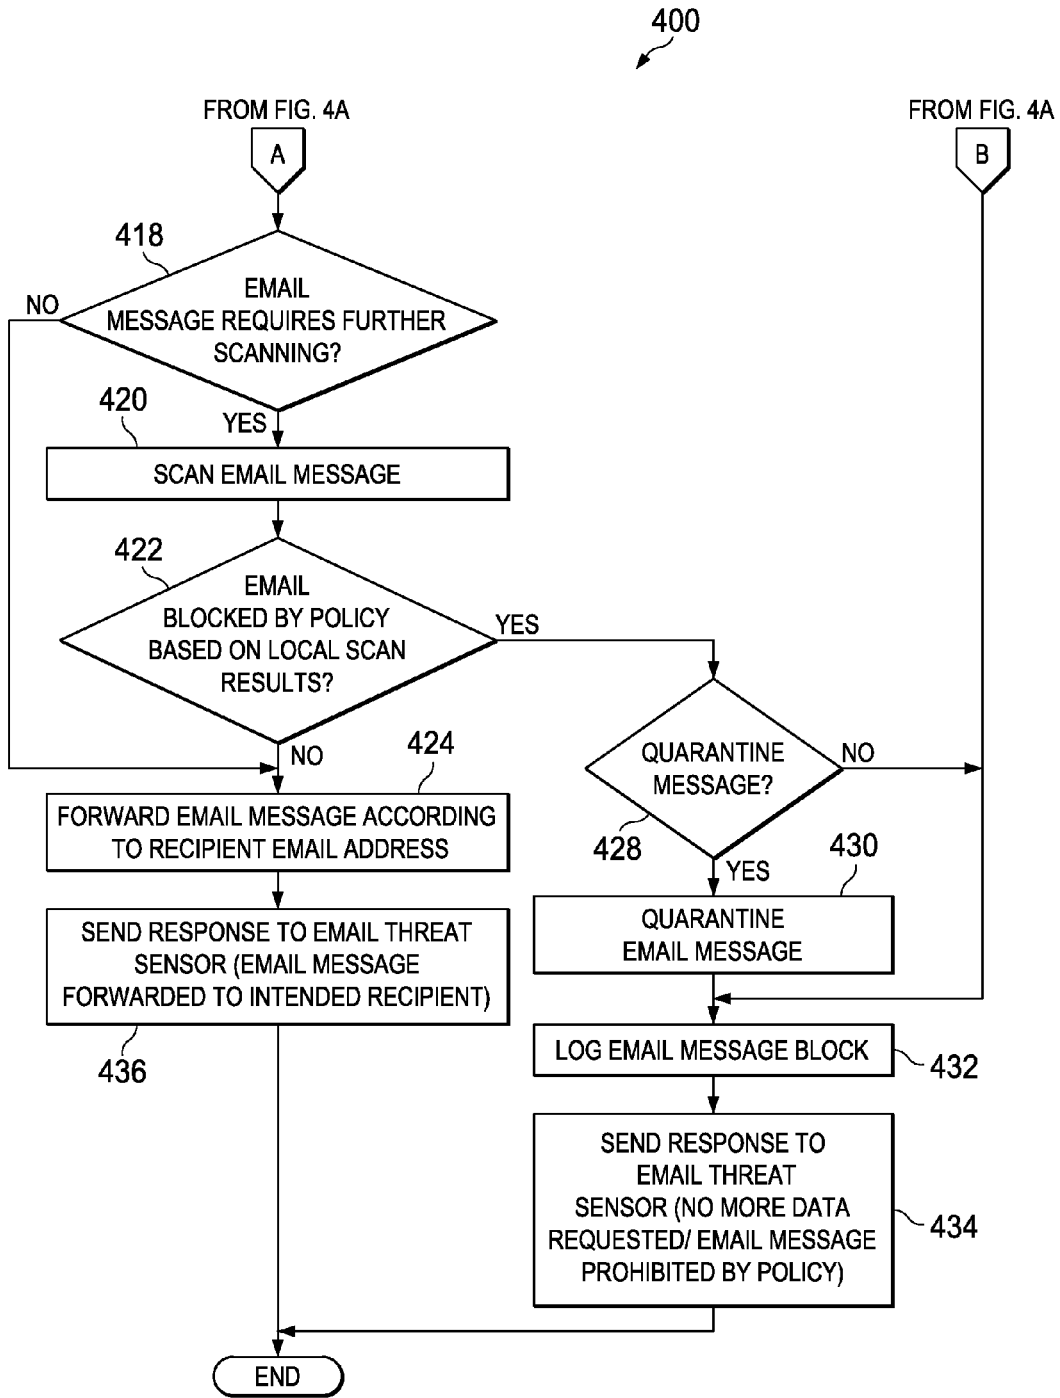 400
FROM FIG. 4A
A
FROM FIG. 4A
B
418
EMAIL
MESSAGE REQUIRES FURTHER
SCANNING?
NO
YES
420
SCAN EMAIL MESSAGE
422
EMAIL
BLOCKED BY POLICY
BASED ON LOCAL SCAN
RESULTS?
YES
NO
424
FORWARD EMAIL MESSAGE ACCORDING
TO RECIPIENT EMAIL ADDRESS
QUARANTINE
MESSAGE?
NO
428
YES
430
QUARANTINE
EMAIL MESSAGE
SEND RESPONSE TO EMAIL THREAT
SENSOR (EMAIL MESSAGE
FORWARDED TO INTENDED RECIPIENT)
436
LOG EMAIL MESSAGE BLOCK
432
SEND RESPONSE TO
EMAIL THREAT
SENSOR (NO MORE DATA
REQUESTED/ EMAIL MESSAGE
PROHIBITED BY POLICY)
434
END